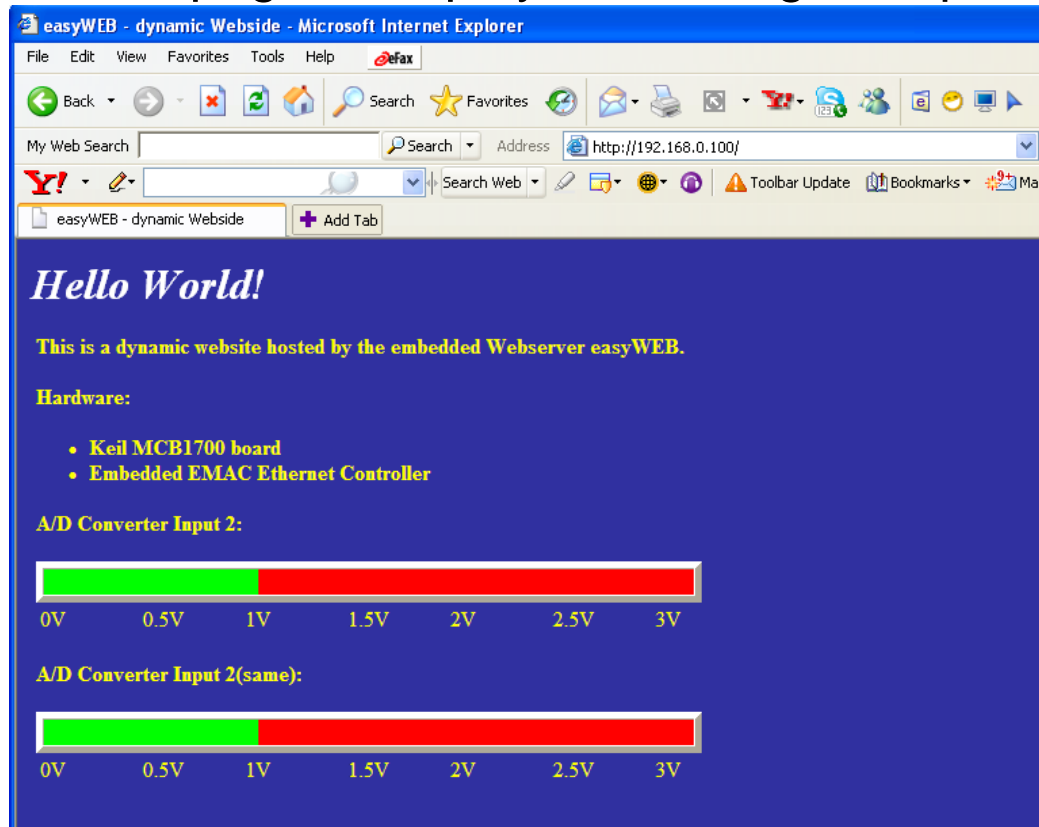 easyWEB - dynamic Webside - Microsoft Internet Explorer
File Edit View Favorites Tools Help eFax
Back Search Favorites
My Web Search Search Address http://192.168.0.100/
Y! Search Web Toolbar Update Bookmarks Ma
easyWEB - dynamic Webside Add Tab
Hello World!
This is a dynamic website hosted by the embedded Webserver easyWEB.
Hardware:
• Keil MCB1700 board
• Embedded EMAC Ethernet Controller
A/D Converter Input 2:
0V 0.5V 1V 1.5V 2V 2.5V 3V
A/D Converter Input 2(same):
0V 0.5V 1V 1.5V 2V 2.5V 3V